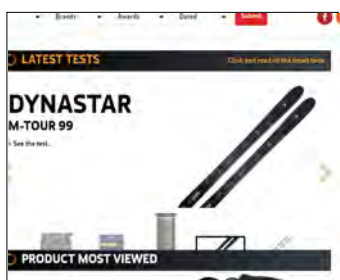 Brands Awards Dated Submit
LATEST TESTS Click and read all the latest tests
DYNASTAR
M-TOUR 99
> See the test...
PRODUCT MOST VIEWED